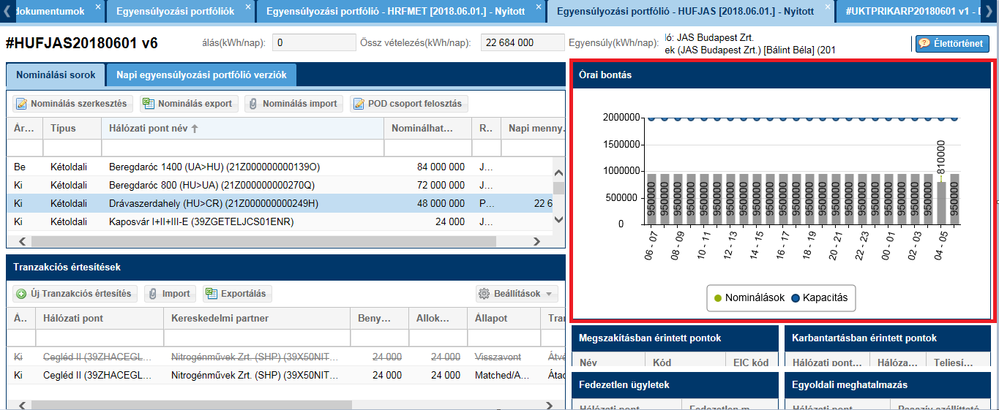 dokumentumok
Egyensúlyozási portfóliók
Egyensúlyozási portfólió - HRFMET [2018.06.01.] - Nyitott
Egyensúlyozási portfólió - HUFJAS [2018.06.01.] - Nyitott
#UKTPRIKARP20180601 v1 -
#HUFJAS20180601 v6
álás(kWh/nap): 0
Össz vételezés(kWh/nap): 22 684 000
Egyensúly(kWh/nap):
ló: JAS Budapest Zrt.
ek (JAS Budapest Zrt.) [Bálint Béla] (201
Élettörténet
Nominálási sorok
Napi egyensúlyozási portfólió verziók
Nominálás szerkesztés
Nominálás export
Nominálás import
POD csoport felosztás
Ár... Típus Hálózati pont név Nominálhat... R.. Napi menny.
Be Kétoldali Beregdaróc 1400 (UA>HU) (21Z000000000139O) 84 000 000 J...
Ki Kétoldali Beregdaróc 800 (HU>UA) (21Z000000000270Q) 72 000 000 J...
Ki Kétoldali Drávaszerdahely (HU>CR) (21Z000000000249H) 48 000 000 P... 22 6
Ki Kétoldali Kaposvár I+II+III-E (39ZGETELJCS01ENR) 24 000 J...
Tranzakciós értesítések
Új Tranzakciós értesítés
Import
Exportálás
Beállítások
Á.. Hálózati pont Kereskedelmi partner Beny... Allok... Állapot Trar
Ki Cegléd II (39ZHACEGL... Nitrogénművek Zrt. (SHP) (39X50NIT... 24 000 24 000 Visszavont Átvé
Ki Cegléd II (39ZHACEGL... Nitrogénművek Zrt. (SHP) (39X50NIT... 24 000 24 000 Matched/A... Átad
Órai bontás
2000000
1500000
1000000
500000
0
950000 950000 950000 950000 950000 950000 950000 950000 950000 950000 950000 950000 950000 950000 950000 950000 950000 950000 950000 950000 950000 950000 810000 950000
06 - 07 08 - 09 10 - 11 12 - 13 14 - 15 16 - 17 18 - 19 20 - 21 22 - 23 00 - 01 02 - 03 04 - 05
Nominálások Kapacitás
Megszakításban érintett pontok
Név Kód EIC kód
Karbantartásban érintett pontok
Hálózati pont... Hálóza... Teljesí...
Fedezetlen ügyletek
Hálózati pont Fedezetlen m
Egyoldali meghatalmazás
Hálózati pont Passzív szállíttató